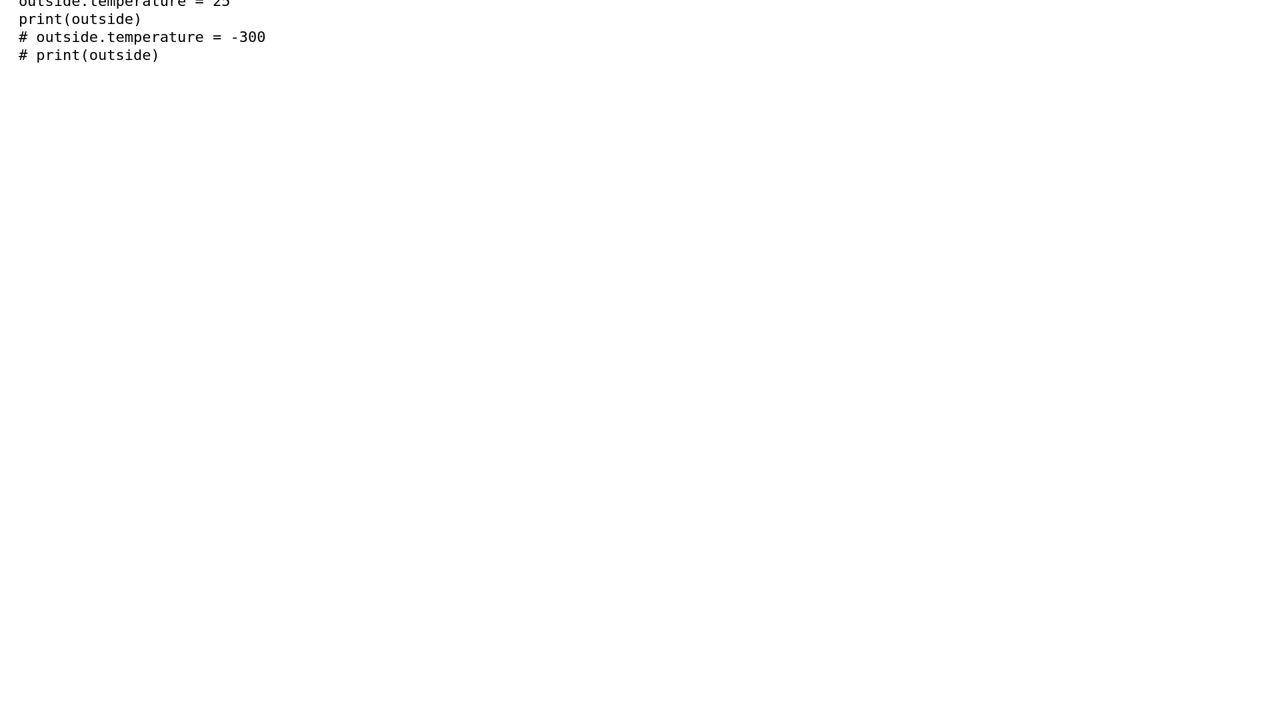 outside.temperature = 25
print(outside)
# outside.temperature = -300
# print(outside)